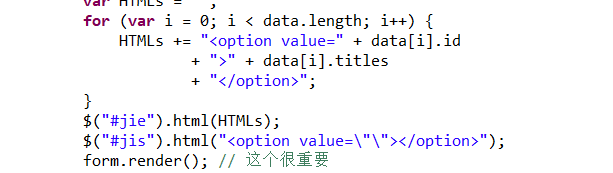 var HTMLs = "";
for (var i = 0; i < data.length; i++) {
HTMLs += "<option value=" + data[i].id
+ ">" + data[i].titles
+ "</option>";
}
$("#jie").html(HTMLs);
$("#jis").html("<option value=\"\"></option>");
form.render(); // 这个很重要